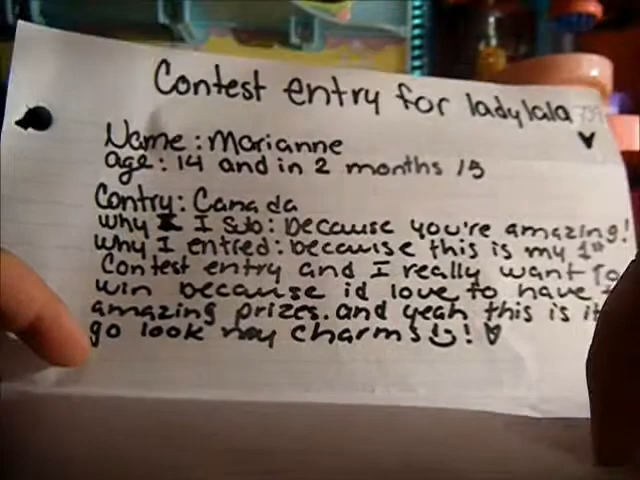 Contest entry for ladylala
Name: Marianne
age: 14 and in 2 months 15
Contry: Canada
why I I sub: because you're amazing!
why I entred: because this is my 1st
Contest entry and I really want to
win because id love to have
amazing prizes. and yeah this is it
go look my charms☺!♥